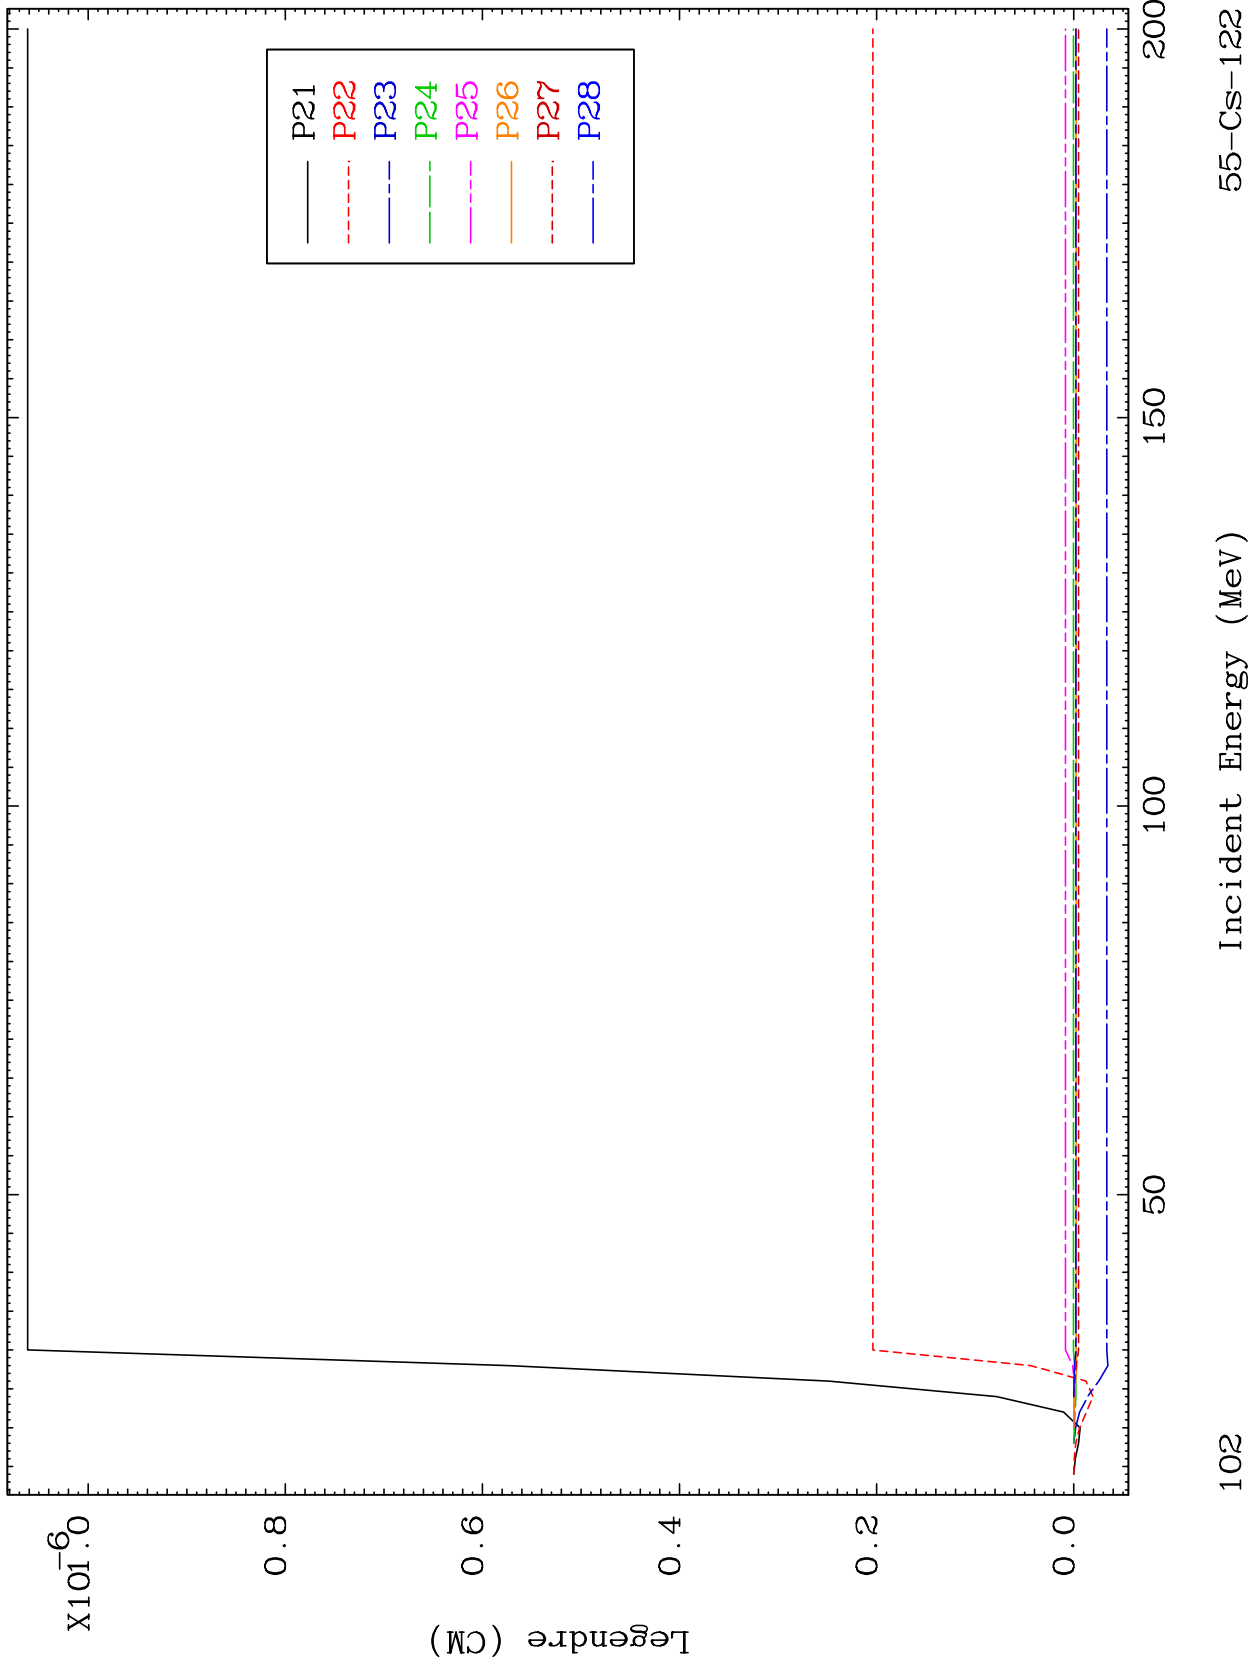 X10-6
1.0
0.8
0.6
0.4
0.2
0.0
Legendre (CM)
P21
P22
P23
P24
P25
P26
P27
P28
50
100
150
200
Incident Energy (MeV)
102
55-Cs-122